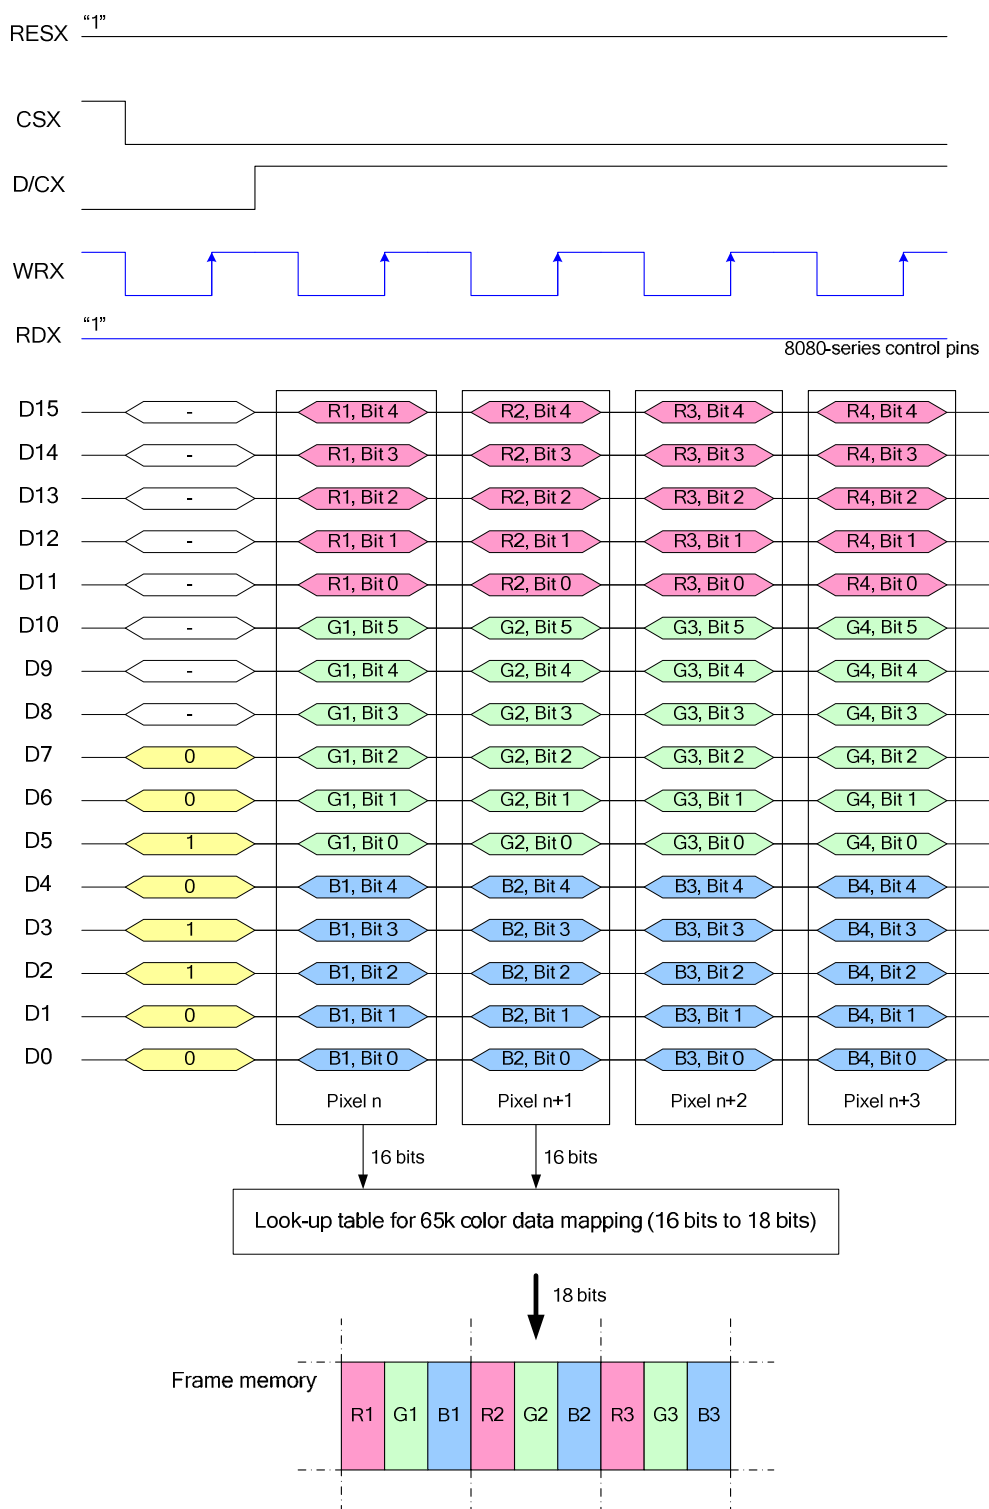 RESX "1"
CSX
D/CX
WRX
RDX "1"
8080-series control pins
D15 - R1, Bit 4 R2, Bit 4 R3, Bit 4 R4, Bit 4
D14 - R1, Bit 3 R2, Bit 3 R3, Bit 3 R4, Bit 3
D13 - R1, Bit 2 R2, Bit 2 R3, Bit 2 R4, Bit 2
D12 - R1, Bit 1 R2, Bit 1 R3, Bit 1 R4, Bit 1
D11 - R1, Bit 0 R2, Bit 0 R3, Bit 0 R4, Bit 0
D10 - G1, Bit 5 G2, Bit 5 G3, Bit 5 G4, Bit 5
D9 - G1, Bit 4 G2, Bit 4 G3, Bit 4 G4, Bit 4
D8 - G1, Bit 3 G2, Bit 3 G3, Bit 3 G4, Bit 3
D7 0 G1, Bit 2 G2, Bit 2 G3, Bit 2 G4, Bit 2
D6 0 G1, Bit 1 G2, Bit 1 G3, Bit 1 G4, Bit 1
D5 1 G1, Bit 0 G2, Bit 0 G3, Bit 0 G4, Bit 0
D4 0 B1, Bit 4 B2, Bit 4 B3, Bit 4 B4, Bit 4
D3 1 B1, Bit 3 B2, Bit 3 B3, Bit 3 B4, Bit 3
D2 1 B1, Bit 2 B2, Bit 2 B3, Bit 2 B4, Bit 2
D1 0 B1, Bit 1 B2, Bit 1 B3, Bit 1 B4, Bit 1
D0 0 B1, Bit 0 B2, Bit 0 B3, Bit 0 B4, Bit 0
Pixel n Pixel n+1 Pixel n+2 Pixel n+3
16 bits 16 bits
Look-up table for 65k color data mapping (16 bits to 18 bits)
18 bits
Frame memory
R1 G1 B1 R2 G2 B2 R3 G3 B3